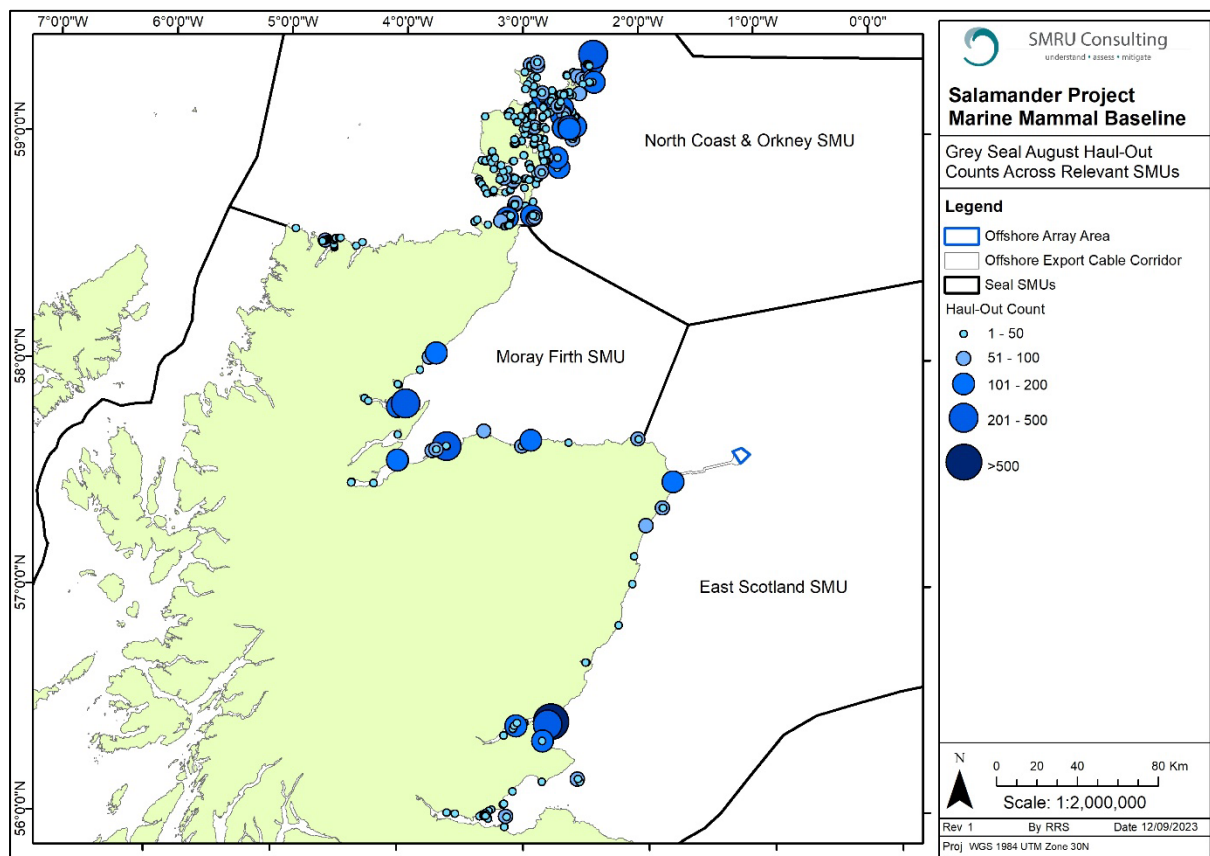 7°0'0"W 6°0'0"W 5°0'0"W 4°0'0"W 3°0'0"W 2°0'0"W 1°0'0"W 0°0'0"
59°0'0"N
58°0'0"N
57°0'0"N
56°0'0"N
North Coast & Orkney SMU
Moray Firth SMU
East Scotland SMU
SMRU Consulting
understand • assess • mitigate
Salamander Project
Marine Mammal Baseline
Grey Seal August Haul-Out
Counts Across Relevant SMUs
Legend
Offshore Array Area
Offshore Export Cable Corridor
Seal SMUs
Haul-Out Count
1 - 50
51 - 100
101 - 200
201 - 500
>500
N
0 20 40 80 Km
Scale: 1:2,000,000
Rev 1 By RRS Date 12/09/2023
Proj WGS 1984 UTM Zone 30N